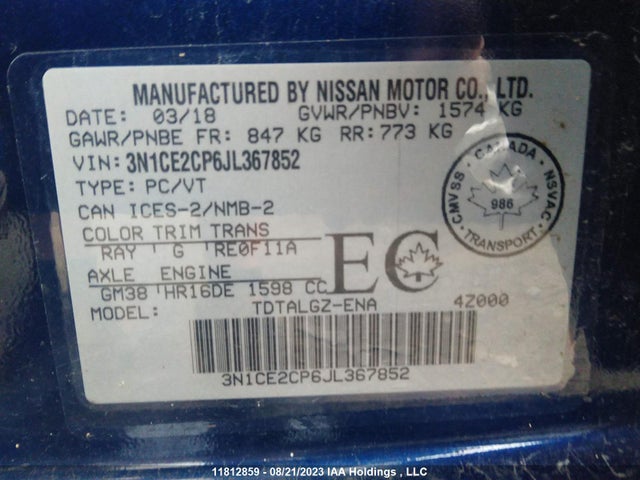 MANUFACTURED BY NISSAN MOTOR CO., LTD.
DATE: 03/18 GVWR/PNBV: 1574 KG
GAWR/PNBE FR: 847 KG RR: 773 KG
VIN: 3N1CE2CP6JL367852
TYPE: PC/VT
CAN ICES-2/NMB-2
COLOR TRIM TRANS
RAY G RE0F11A
AXLE ENGINE
GM38 HR16DE 1598 CC
MODEL: TDTALGZ-ENA 4Z000
EC
CANADA
CMVSS 986 NSVAC
TRANSPORT
3N1CE2CP6JL367852
11812859 - 08/21/2023 IAA Holdings , LLC